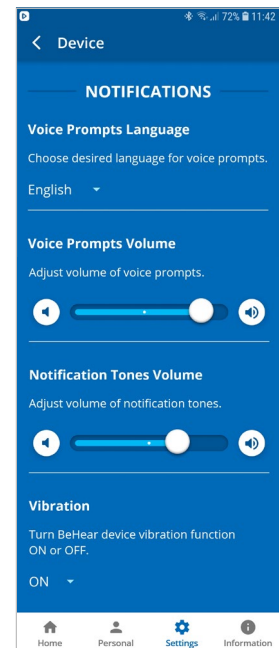 72% 11:42
Device
NOTIFICATIONS
Voice Prompts Language
Choose desired language for voice prompts.
English
Voice Prompts Volume
Adjust volume of voice prompts.
Notification Tones Volume
Adjust volume of notification tones.
Vibration
Turn BeHear device vibration function
ON or OFF.
ON
Home Personal Settings Information